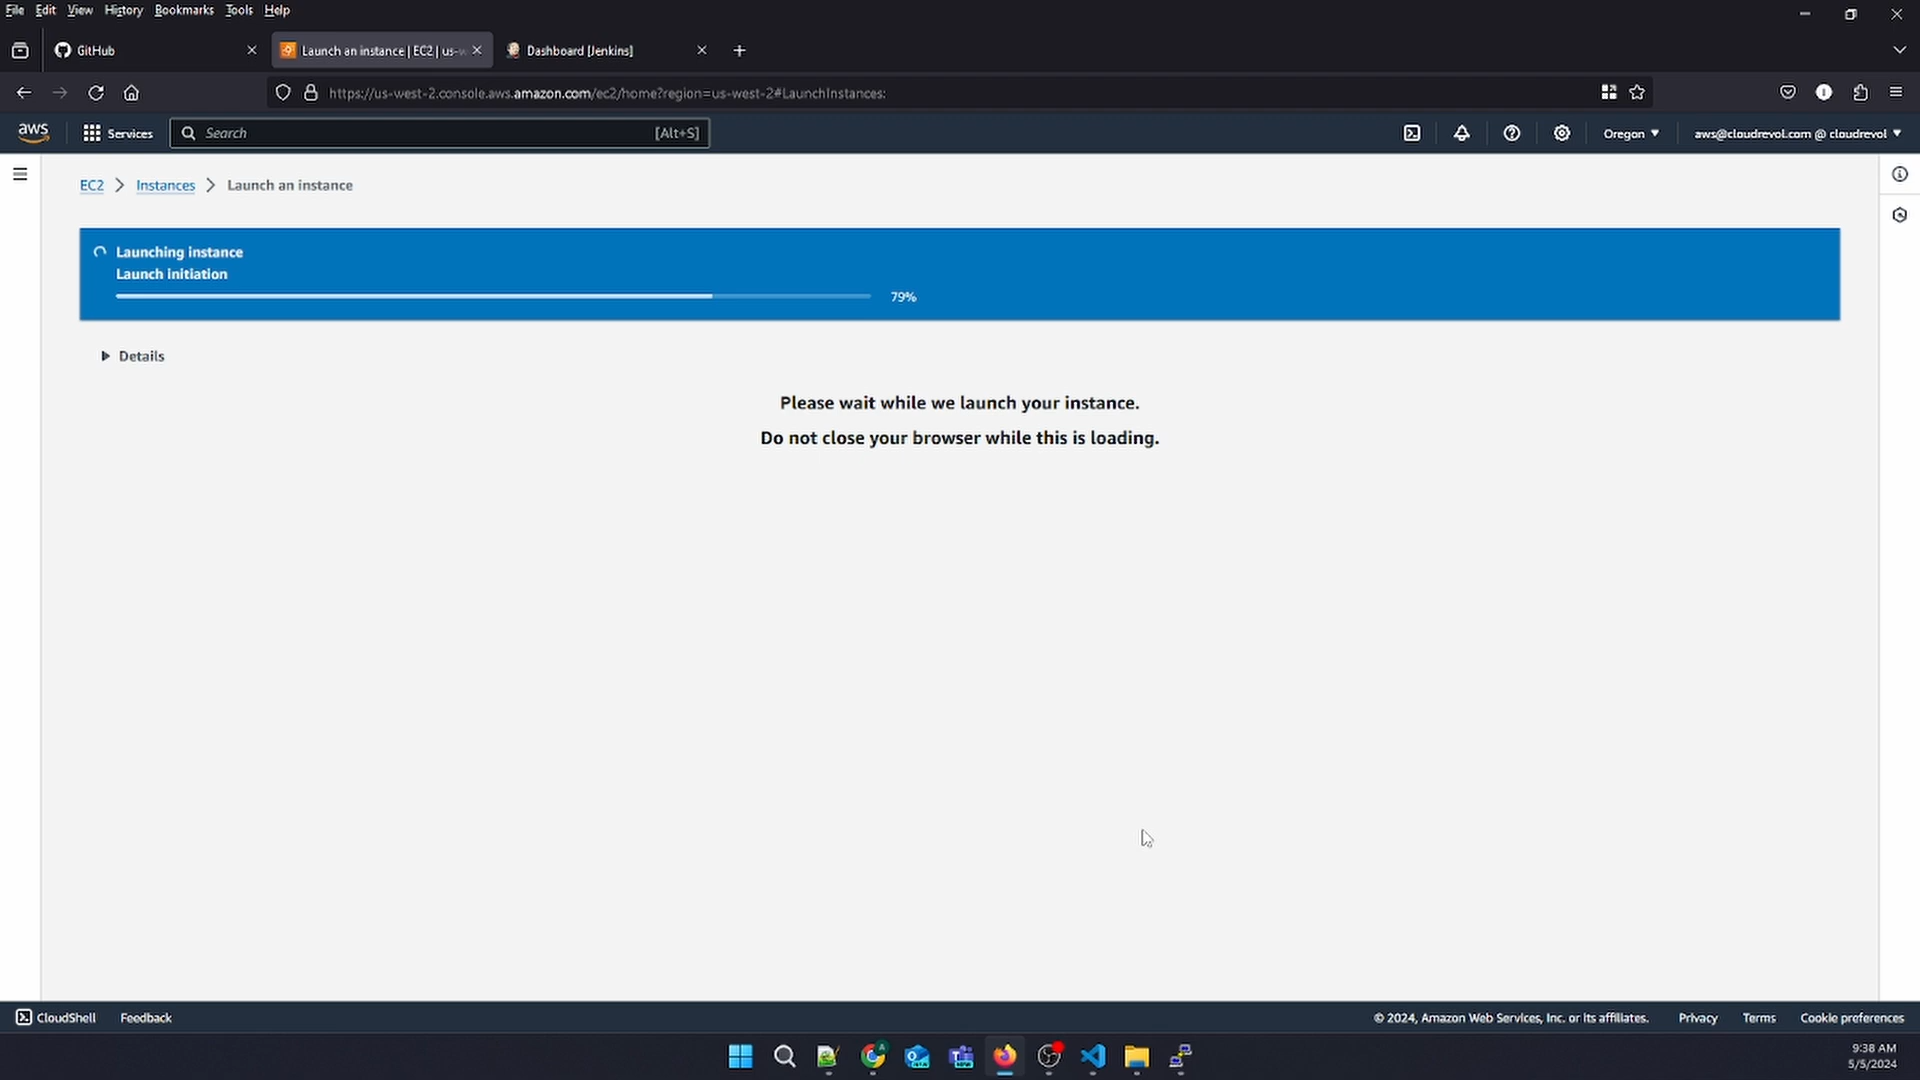 File Edit View History Bookmarks Tools Help
GitHub
Launch an instance | EC2 | us-w
Dashboard [Jenkins]
https://us-west-2.console.aws.amazon.com/ec2/home?region=us-west-2#LaunchInstances:
aws
Services
Search
[Alt+S]
Oregon
aws@cloudrevol.com @ cloudrevol
EC2 > Instances > Launch an instance
Launching instance
Launch initiation
79%
Details
Please wait while we launch your instance.
Do not close your browser while this is loading.
CloudShell
Feedback
© 2024, Amazon Web Services, Inc. or its affiliates.
Privacy
Terms
Cookie preferences
9:38 AM
5/5/2024